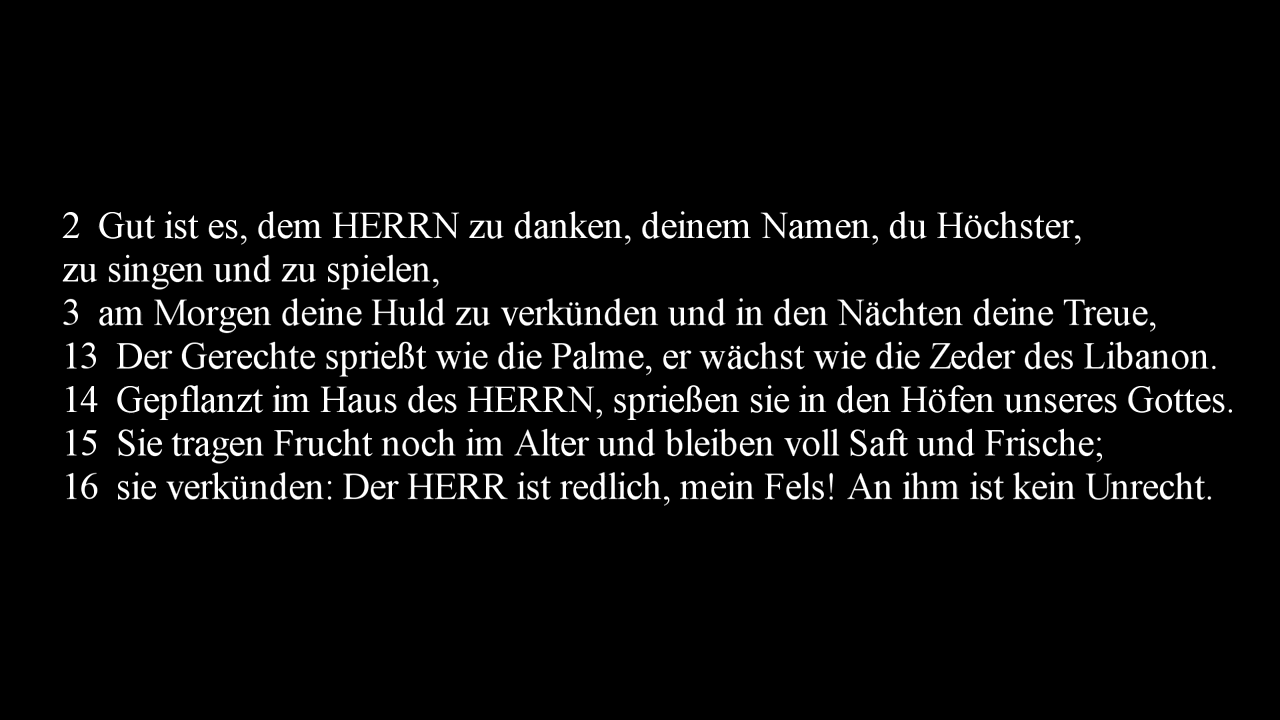 2 Gut ist es, dem HERRN zu danken, deinem Namen, du Höchster,
zu singen und zu spielen,
3 am Morgen deine Huld zu verkünden und in den Nächten deine Treue,
13 Der Gerechte sprießt wie die Palme, er wächst wie die Zeder des Libanon.
14 Gepflanzt im Haus des HERRN, sprießen sie in den Höfen unseres Gottes.
15 Sie tragen Frucht noch im Alter und bleiben voll Saft und Frische;
16 sie verkünden: Der HERR ist redlich, mein Fels! An ihm ist kein Unrecht.